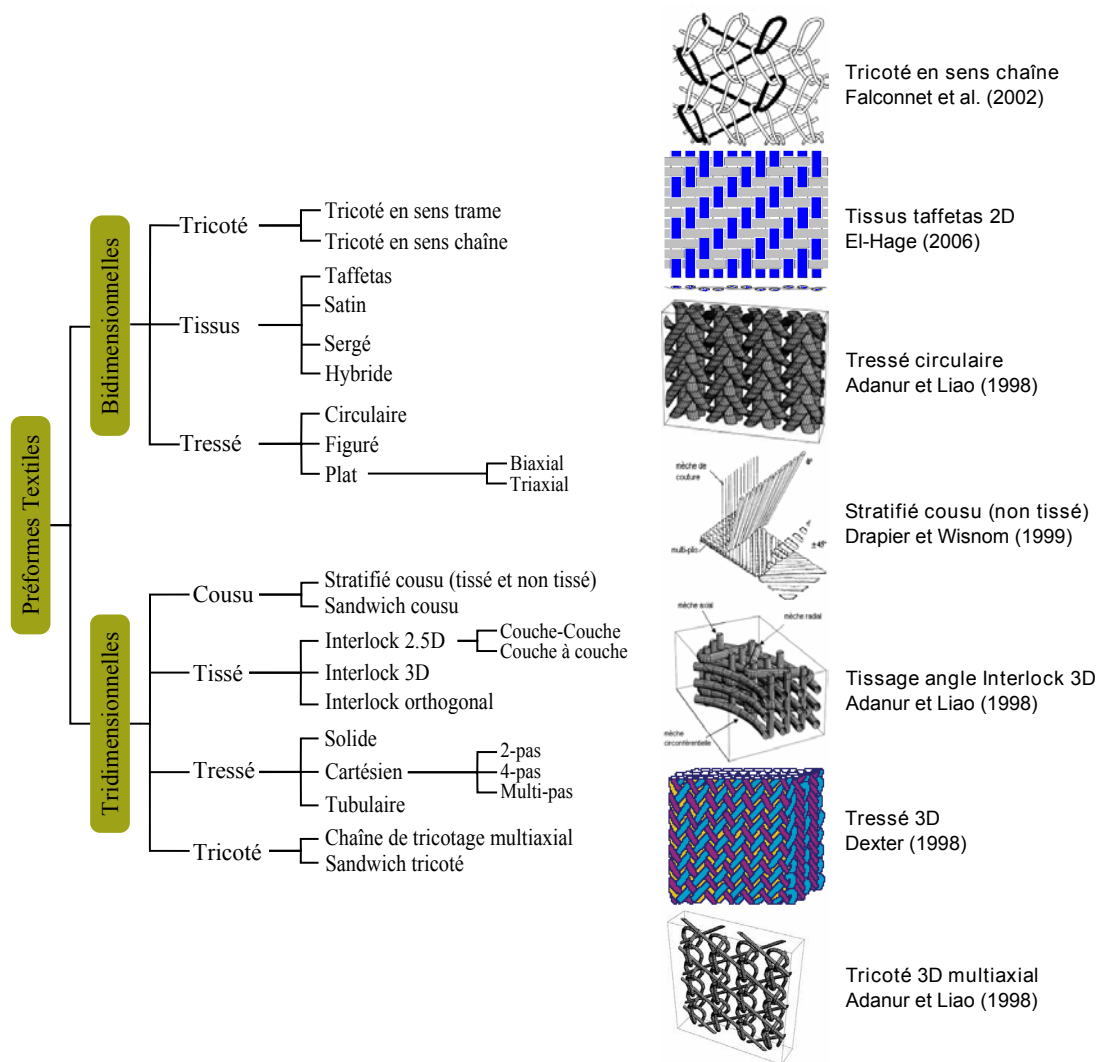 Préformes Textiles
Bidimensionnelles
Tricoté
Tricoté en sens trame
Tricoté en sens chaîne
Tissus
Taffetas
Satin
Sergé
Hybride
Tressé
Circulaire
Figuré
Plat
Biaxial
Triaxial
Tridimensionnelles
Cousu
Stratifié cousu (tissé et non tissé)
Sandwich cousu
Tissé
Interlock 2.5D
Couche-Couche
Couche à couche
Interlock 3D
Interlock orthogonal
Tressé
Solide
Cartésien
2-pas
4-pas
Multi-pas
Tubulaire
Tricoté
Chaîne de tricotage multiaxial
Sandwich tricoté
Tricoté en sens chaîne
Falconnet et al. (2002)
Tissus taffetas 2D
El-Hage (2006)
Tressé circulaire
Adanur et Liao (1998)
mèche de
couture
multi-plis
±45°
Stratifié cousu (non tissé)
Drapier et Wisnom (1999)
mèche axial
mèche radial
mèche
circonférentielle
Tissage angle Interlock 3D
Adanur et Liao (1998)
Tressé 3D
Dexter (1998)
Tricoté 3D multiaxial
Adanur et Liao (1998)